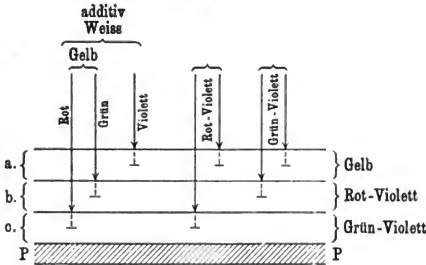 additiv
Weiss
Gelb
Rot
Grün
Violett
Rot-Violett
Grün-Violett
a. Gelb
b. Rot-Violett
c. Grün-Violett
P P